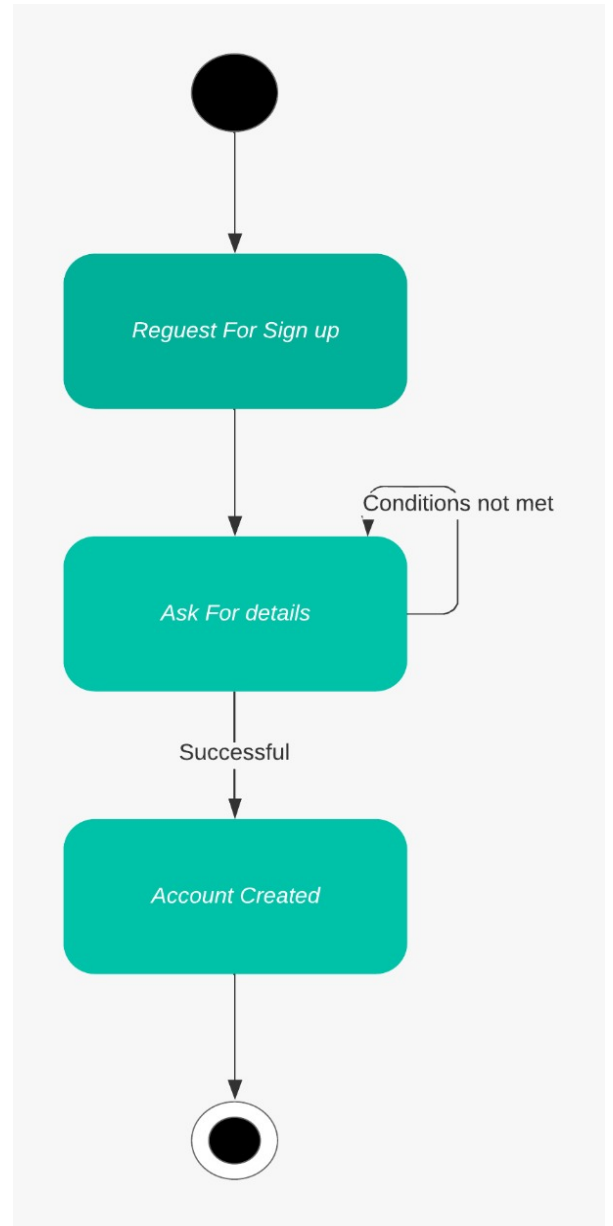 Reguest For Sign up
Conditions not met
Ask For details
Successful
Account Created